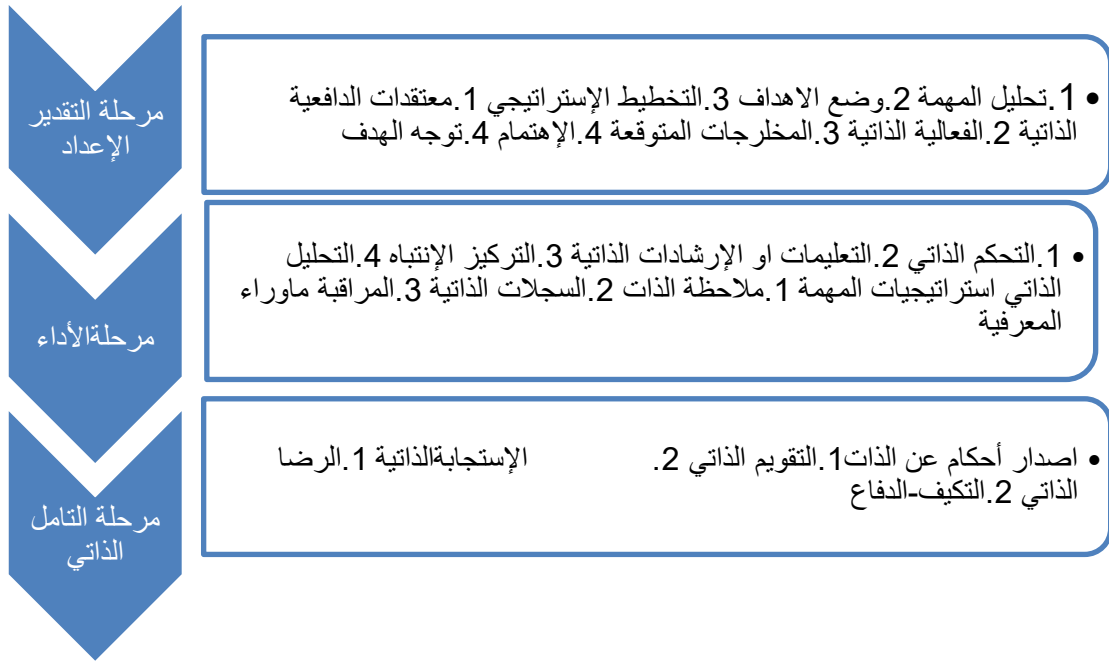 مرحلة التقدير
الإعداد
• 1.تحليل المهمة 2.وضع الاهداف 3.التخطيط الإستراتيجي 1.معتقدات الدافعية
الذاتية 2.الفعالية الذاتية 3.المخلرجات المتوقعة 4.الإهتمام 4.توجه الهدف
مرحلةالأداء
• 1.التحكم الذاتي 2.التعليمات او الإرشادات الذاتية 3.التركيز الإنتباه 4.التحليل
الذاتي استراتيجيات المهمة 1.ملاحظة الذات 2.السجلات الذاتية 3.المراقبة ماوراء
المعرفية
مرحلة التامل
الذاتي
• اصدار أحكام عن الذات1.التقويم الذاتي 2. الإستجابةالذاتية 1.الرضا
الذاتي 2.التكيف-الدفاع